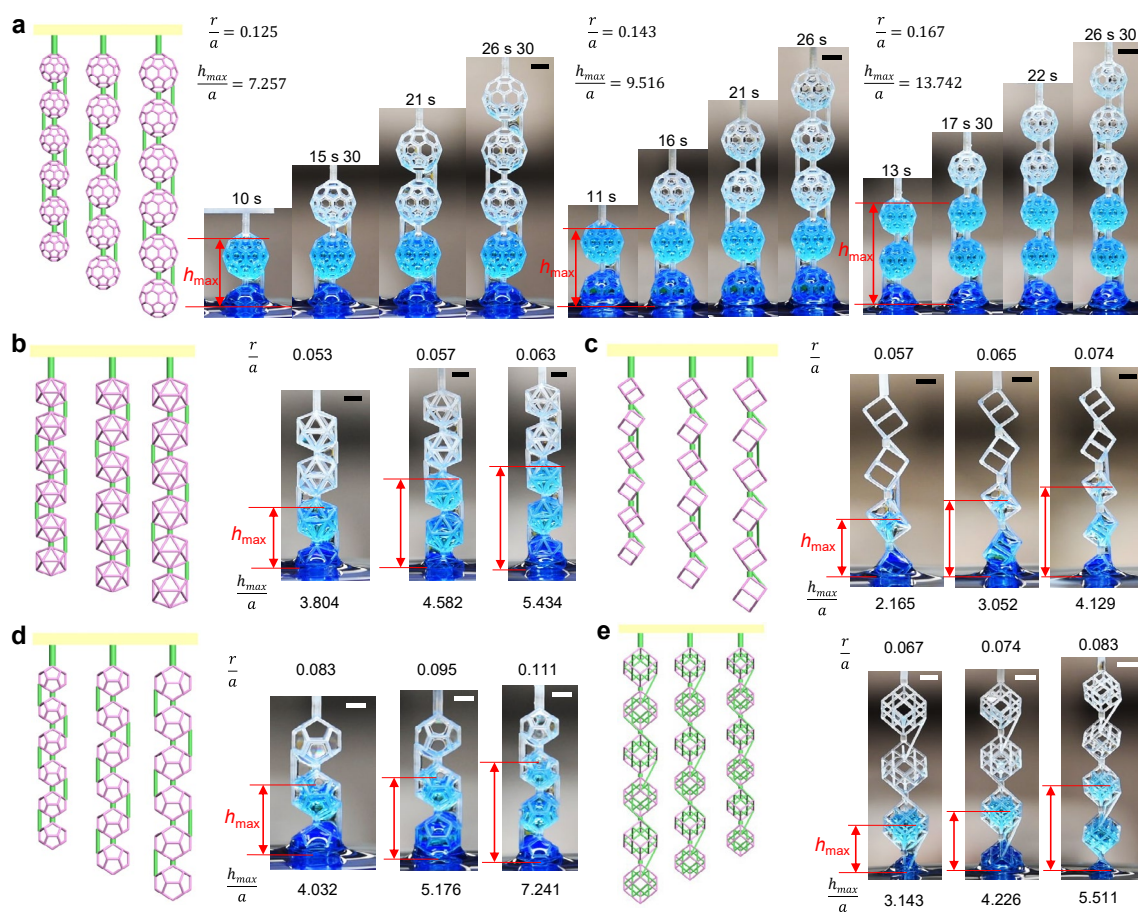 a
r/a = 0.125
h_max/a = 7.257
10 s
15 s 30
21 s
26 s 30
h_max
r/a = 0.143
h_max/a = 9.516
11 s
16 s
21 s
26 s
h_max
r/a = 0.167
h_max/a = 13.742
13 s
17 s 30
22 s
26 s 30
h_max
b
r/a 0.053 0.057 0.063
h_max
h_max/a 3.804 4.582 5.434
c
r/a 0.057 0.065 0.074
h_max
h_max/a 2.165 3.052 4.129
d
r/a 0.083 0.095 0.111
h_max
h_max/a 4.032 5.176 7.241
e
r/a 0.067 0.074 0.083
h_max
h_max/a 3.143 4.226 5.511